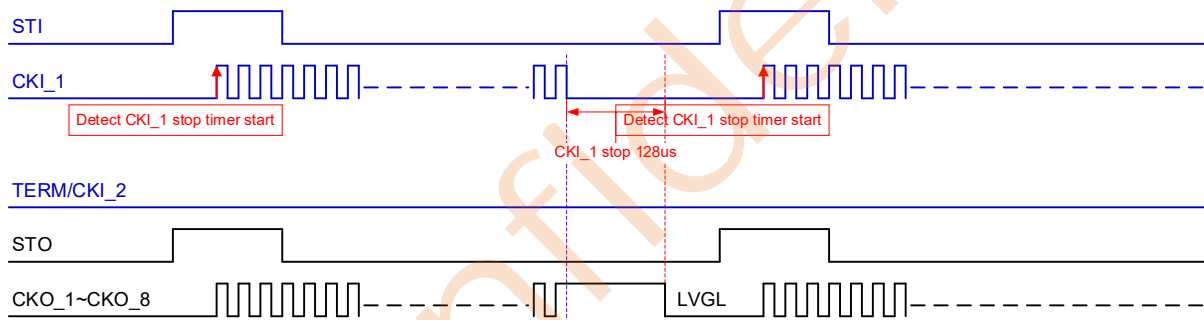 STI
CKI_1
Detect CKI_1 stop timer start
Detect CKI_1 stop timer start
CKI_1 stop 128us
TERM/CKI_2
STO
CKO_1~CKO_8
LVGL